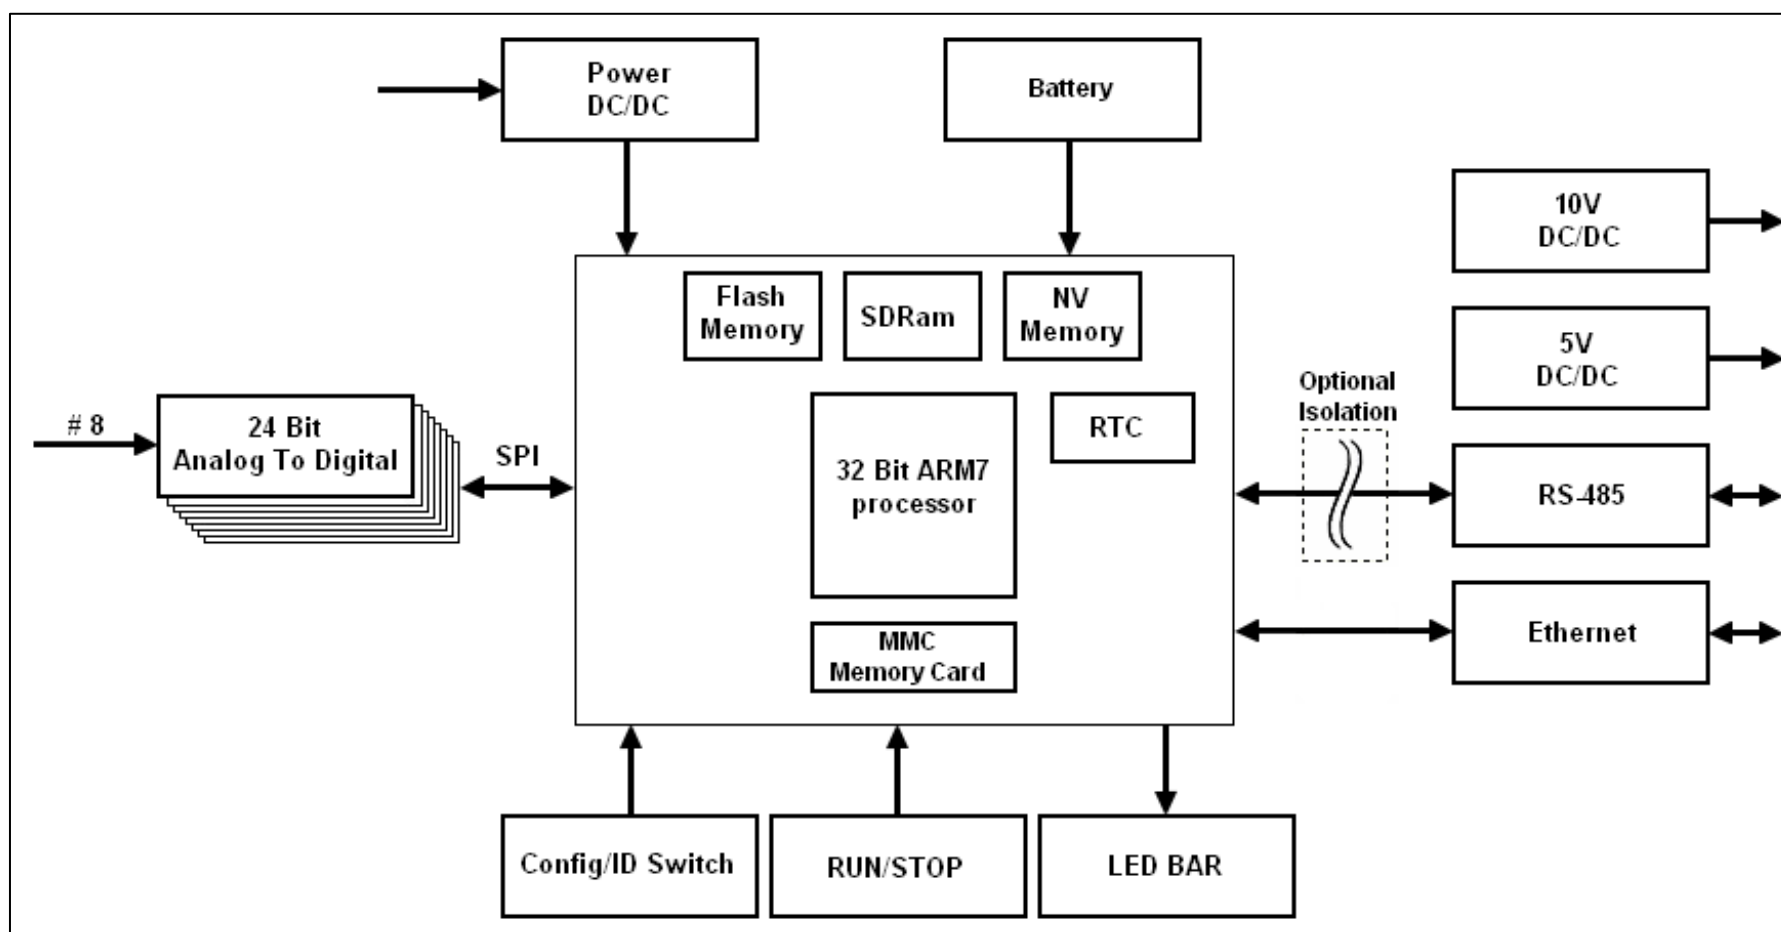 Power
DC/DC
Battery
10V
DC/DC
Flash
Memory
SDRam
NV
Memory
5V
DC/DC
Optional
Isolation
# 8
24 Bit
Analog To Digital
SPI
RTC
32 Bit ARM7
processor
RS-485
MMC
Memory Card
Ethernet
Config/ID Switch
RUN/STOP
LED BAR